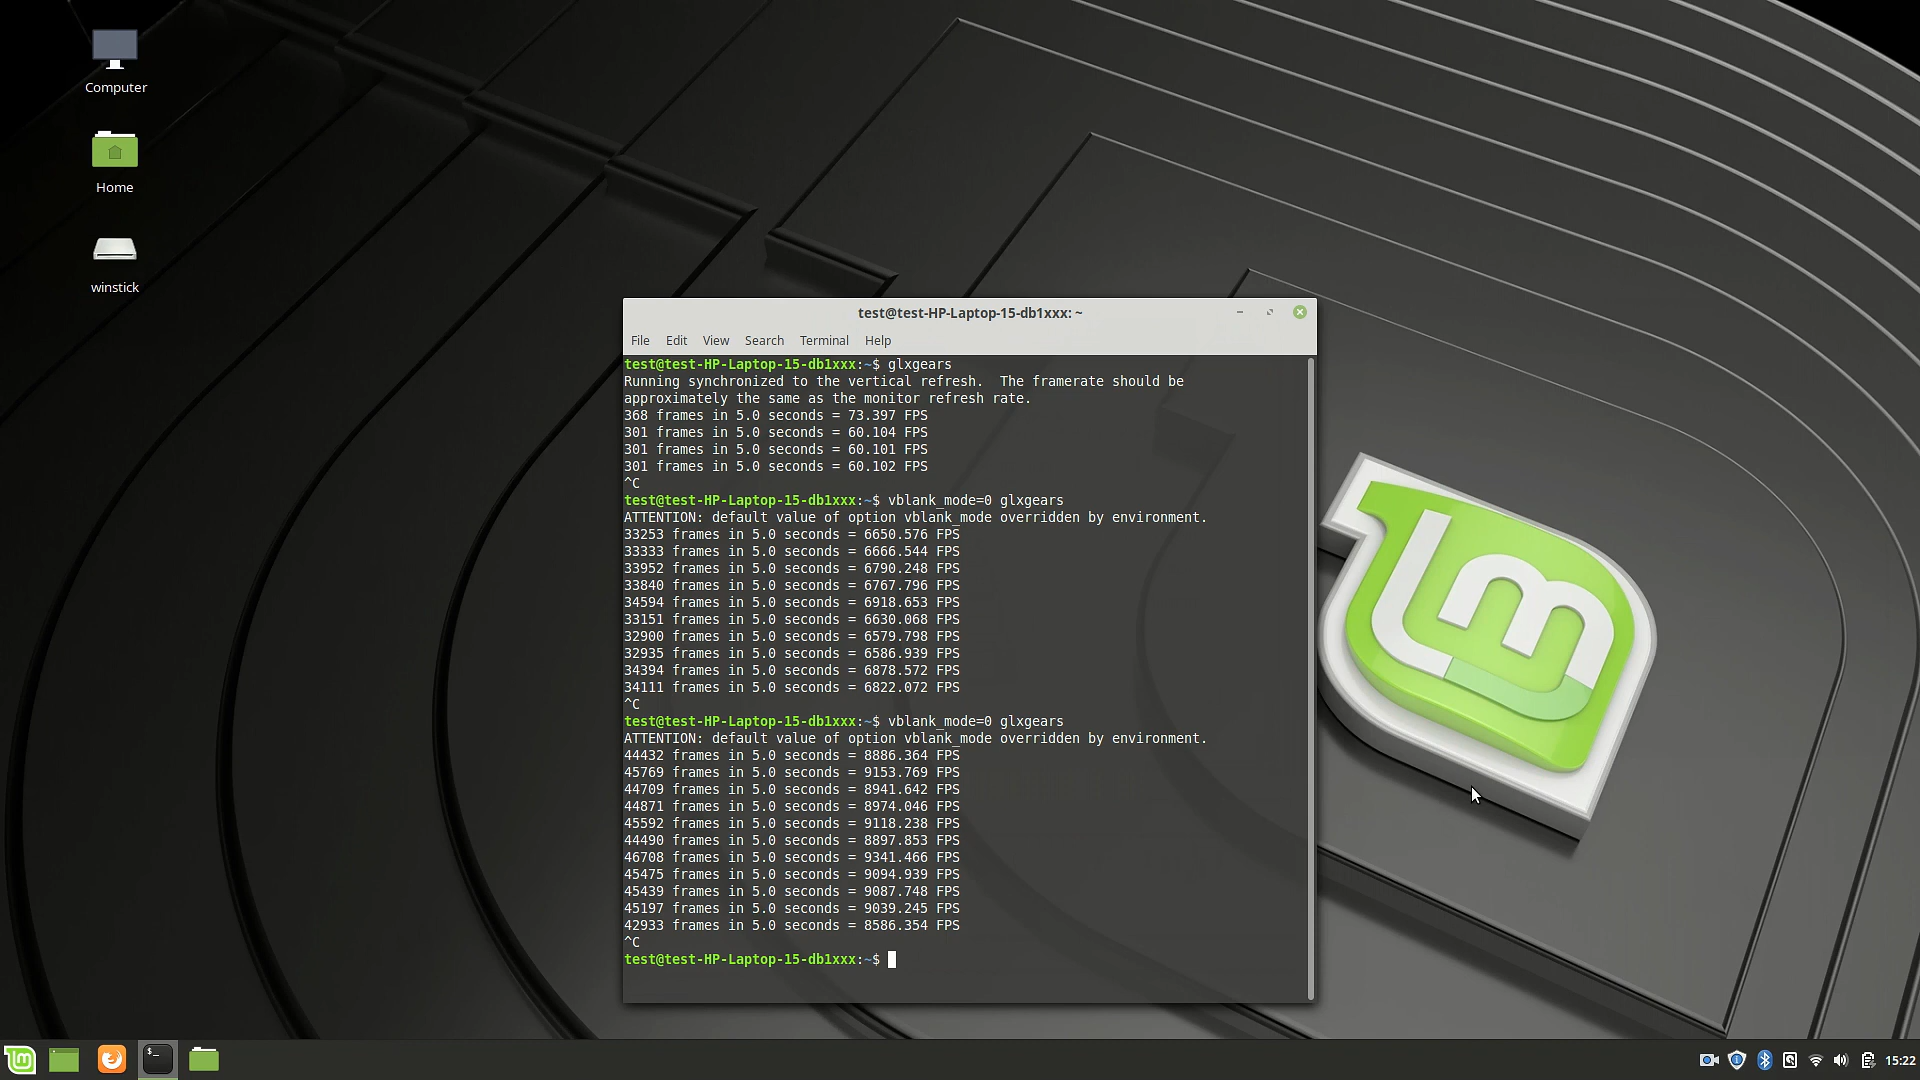 Computer
Home
winstick
test@test-HP-Laptop-15-db1xxx: ~
File Edit View Search Terminal Help
test@test-HP-Laptop-15-db1xxx:~$ glxgears
Running synchronized to the vertical refresh.  The framerate should be
approximately the same as the monitor refresh rate.
368 frames in 5.0 seconds = 73.397 FPS
301 frames in 5.0 seconds = 60.104 FPS
301 frames in 5.0 seconds = 60.101 FPS
301 frames in 5.0 seconds = 60.102 FPS
^C
test@test-HP-Laptop-15-db1xxx:~$ vblank_mode=0 glxgears
ATTENTION: default value of option vblank_mode overridden by environment.
33253 frames in 5.0 seconds = 6650.576 FPS
33333 frames in 5.0 seconds = 6666.544 FPS
33952 frames in 5.0 seconds = 6790.248 FPS
33840 frames in 5.0 seconds = 6767.796 FPS
34594 frames in 5.0 seconds = 6918.653 FPS
33151 frames in 5.0 seconds = 6630.068 FPS
32900 frames in 5.0 seconds = 6579.798 FPS
32935 frames in 5.0 seconds = 6586.939 FPS
34394 frames in 5.0 seconds = 6878.572 FPS
34111 frames in 5.0 seconds = 6822.072 FPS
^C
test@test-HP-Laptop-15-db1xxx:~$ vblank_mode=0 glxgears
ATTENTION: default value of option vblank_mode overridden by environment.
44432 frames in 5.0 seconds = 8886.364 FPS
45769 frames in 5.0 seconds = 9153.769 FPS
44709 frames in 5.0 seconds = 8941.642 FPS
44871 frames in 5.0 seconds = 8974.046 FPS
45592 frames in 5.0 seconds = 9118.238 FPS
44490 frames in 5.0 seconds = 8897.853 FPS
46708 frames in 5.0 seconds = 9341.466 FPS
45475 frames in 5.0 seconds = 9094.939 FPS
45439 frames in 5.0 seconds = 9087.748 FPS
45197 frames in 5.0 seconds = 9039.245 FPS
42933 frames in 5.0 seconds = 8586.354 FPS
^C
test@test-HP-Laptop-15-db1xxx:~$
15:22